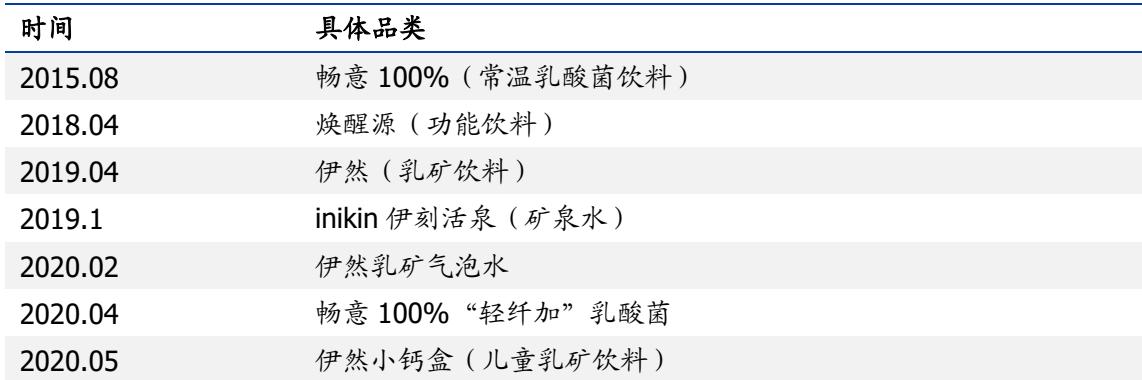 时间 具体品类
2015.08 畅意 100%（常温乳酸菌饮料）
2018.04 焕醒源（功能饮料）
2019.04 伊然（乳矿饮料）
2019.1 inikin 伊刻活泉（矿泉水）
2020.02 伊然乳矿气泡水
2020.04 畅意 100%“轻纤加”乳酸菌
2020.05 伊然小钙盒（儿童乳矿饮料）